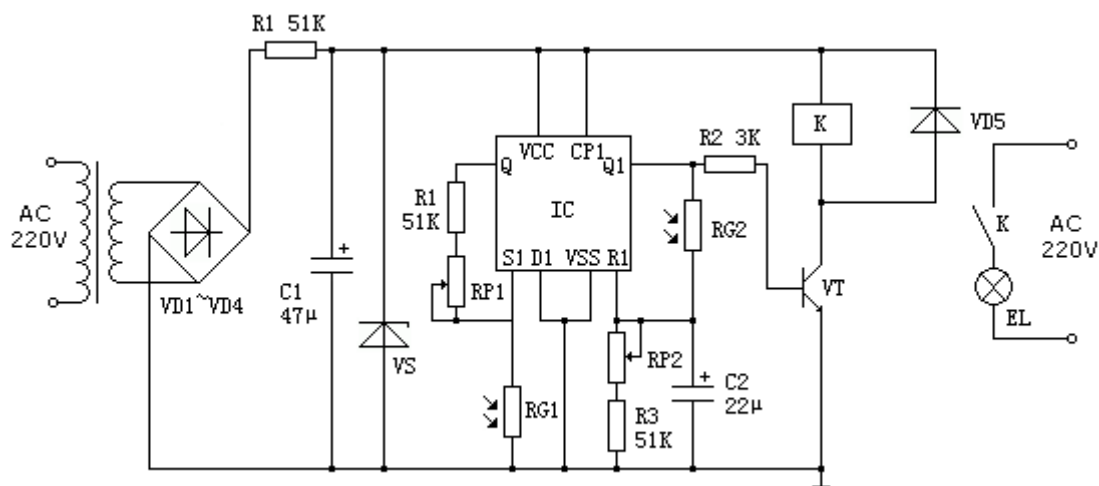 R1 51K
AC
220V
VD1~VD4
C1
47μ
VS
Q
VCC
CP1
Q1
IC
S1
D1
VSS
R1
R1
51K
RP1
RG1
R2 3K
RG2
RP2
R3
51K
C2
22μ
K
VD5
VT
K
EL
AC
220V